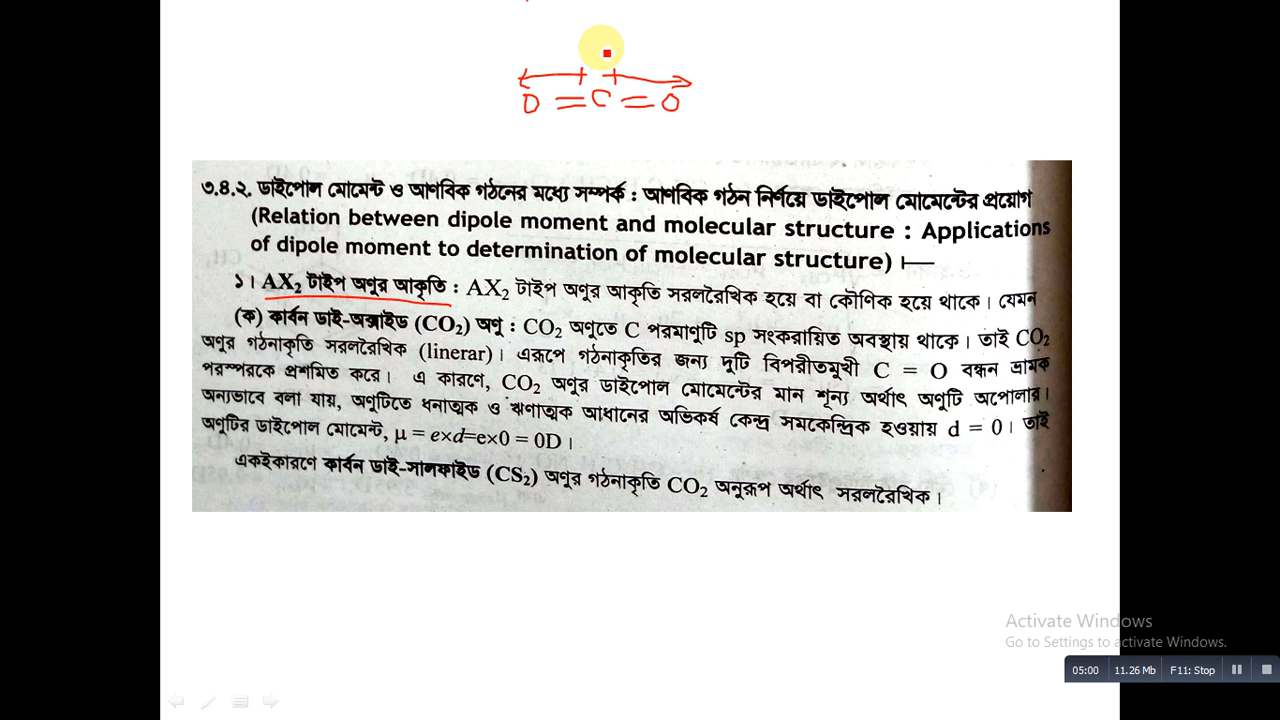 O = C = O
৩.৪.২. ডাইপোল মোমেন্ট ও আণবিক গঠনের মধ্যে সম্পর্ক : আণবিক গঠন নির্ণয়ে ডাইপোল মোমেন্টের প্রয়োগ
(Relation between dipole moment and molecular structure : Applications
of dipole moment to determination of molecular structure) :—
১। AX₂ টাইপ অণুর আকৃতি : AX₂ টাইপ অণুর আকৃতি সরলরৈখিক হয়ে বা কৌণিক হয়ে থাকে। যেমন
(ক) কার্বন ডাই-অক্সাইড (CO₂) অণু : CO₂ অণুতে C পরমাণুটি sp সংকরায়িত অবস্থায় থাকে। তাই CO₂
অণুর গঠনাকৃতি সরলরৈখিক (linerar)। এরূপে গঠনাকৃতির জন্য দুটি বিপরীতমুখী C = O বন্ধন ভ্রামক
পরস্পরকে প্রশমিত করে। এ কারণে, CO₂ অণুর ডাইপোল মোমেন্টের মান শূন্য অর্থাৎ অণুটি অপোলার।
অন্যভাবে বলা যায়, অণুটিতে ধনাত্মক ও ঋণাত্মক আধানের অভিকর্ষ কেন্দ্র সমকেন্দ্রিক হওয়ায় d = 0। তাই
অণুটির ডাইপোল মোমেন্ট, μ = e×d=e×0 = 0D।
একইকারণে কার্বন ডাই-সালফাইড (CS₂) অণুর গঠনাকৃতি CO₂ অনুরূপ অর্থাৎ সরলরৈখিক।
Activate Windows
Go to Settings to activate Windows.
05:00 11.26 Mb F11: Stop